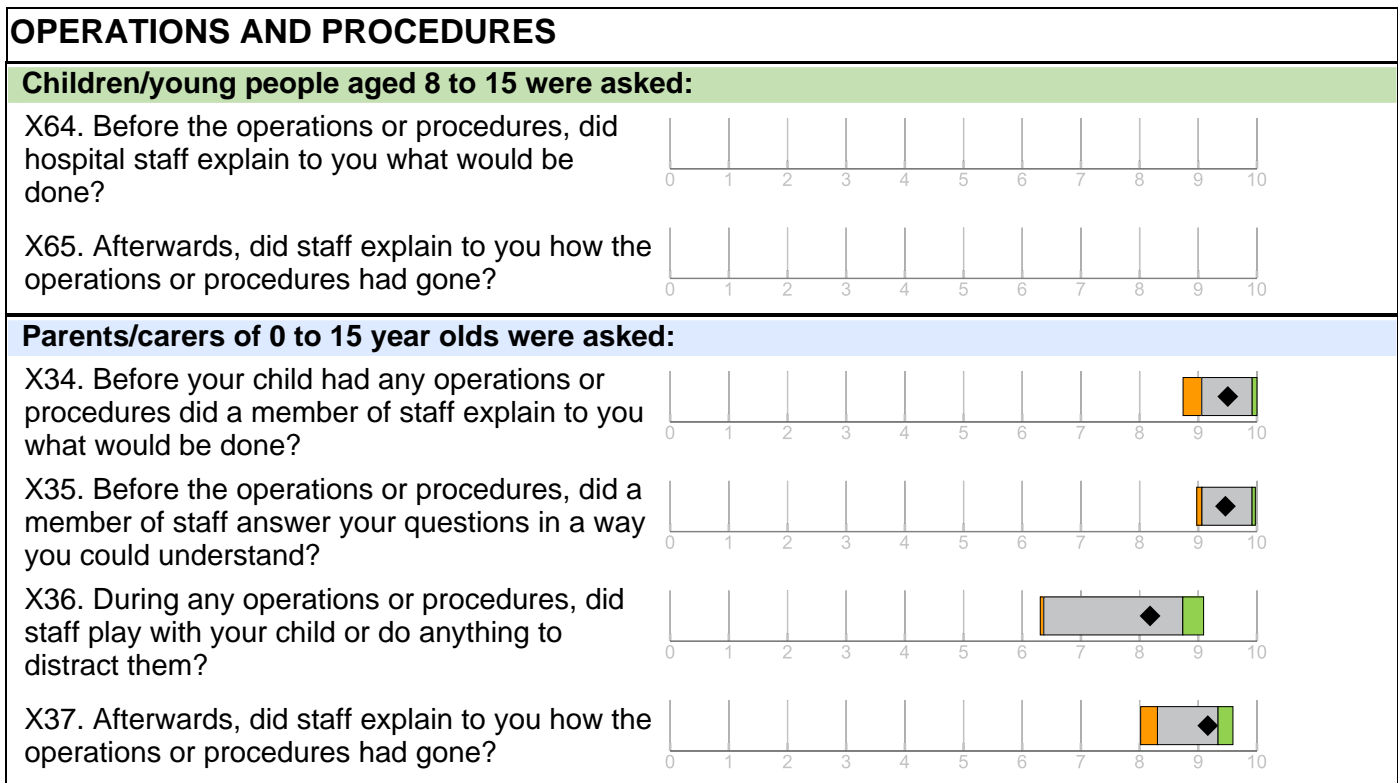 OPERATIONS AND PROCEDURES
Children/young people aged 8 to 15 were asked:
X64. Before the operations or procedures, did
hospital staff explain to you what would be
done?
0 1 2 3 4 5 6 7 8 9 10
X65. Afterwards, did staff explain to you how the
operations or procedures had gone?
0 1 2 3 4 5 6 7 8 9 10
Parents/carers of 0 to 15 year olds were asked:
X34. Before your child had any operations or
procedures did a member of staff explain to you
what would be done?
0 1 2 3 4 5 6 7 8 9 10
X35. Before the operations or procedures, did a
member of staff answer your questions in a way
you could understand?
0 1 2 3 4 5 6 7 8 9 10
X36. During any operations or procedures, did
staff play with your child or do anything to
distract them?
0 1 2 3 4 5 6 7 8 9 10
X37. Afterwards, did staff explain to you how the
operations or procedures had gone?
0 1 2 3 4 5 6 7 8 9 10